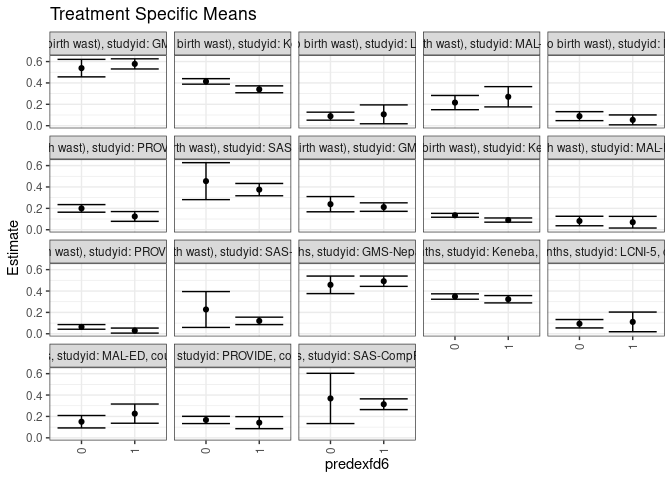 Treatment Specific Means
birth wast), studyid: GM
birth wast), studyid: K
birth wast), studyid: L
th wast), studyid: MAL-
o birth wast), studyid:
h wast), studyid: PROV
rth wast), studyid: SAS
birth wast), studyid: GM
birth wast), studyid: Ke
h wast), studyid: MAL-
h wast), studyid: PROV
th wast), studyid: SAS-
ths, studyid: GMS-Nep
nths, studyid: Keneba,
nths, studyid: LCNI-5,
s, studyid: MAL-ED, cou
studyid: PROVIDE, co
s, studyid: SAS-Comp
0.6
0.4
0.2
0.0
0.6
0.4
0.2
0.0
0.6
0.4
0.2
0.0
0.6
0.4
0.2
0.0
Estimate
0
1
0
1
0
1
0
1
0
1
predexfd6